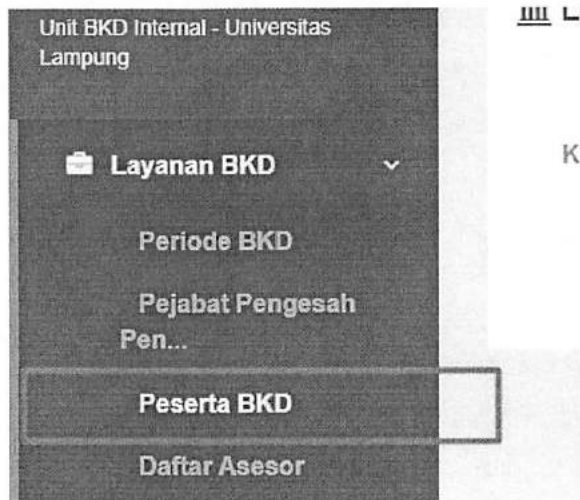 Unit BKD Internal - Universitas
Lampung
Layanan BKD
Periode BKD
Pejabat Pengesah
Pen...
Peserta BKD
Daftar Asesor
K